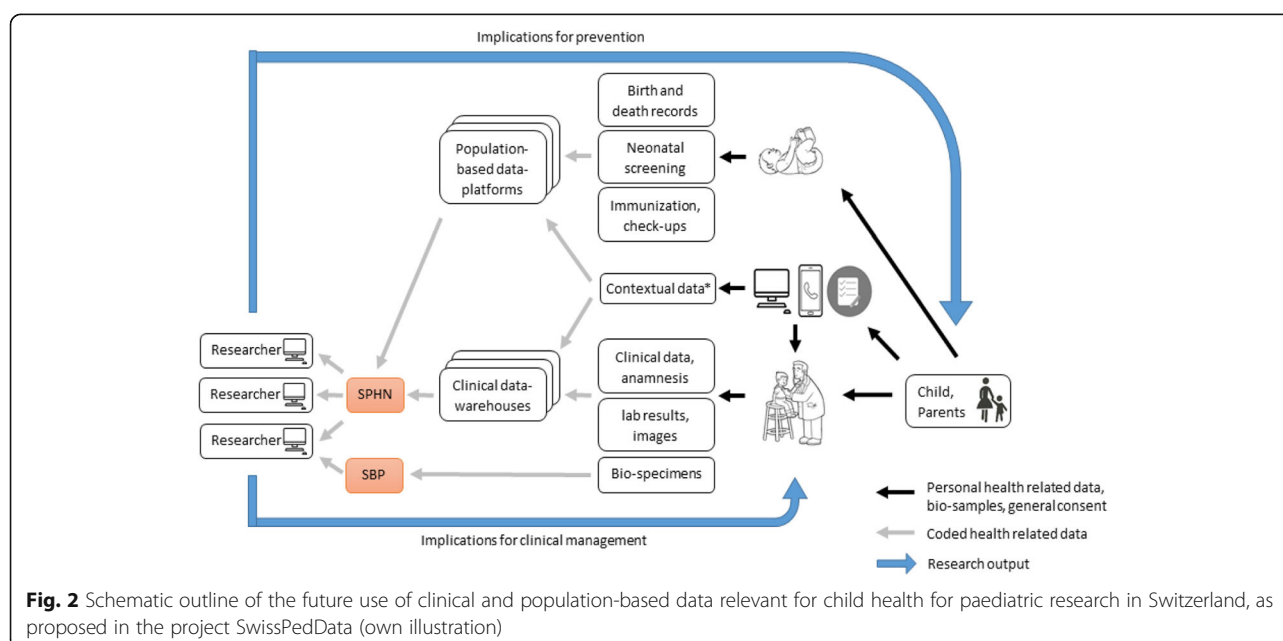 Implications for prevention
Birth and
death records
Population-
based data-
platforms
Neonatal
screening
Immunization,
check-ups
Contextual data*
Researcher
Researcher
Researcher
SPHN
SBP
Clinical data-
warehouses
Clinical data,
anamnesis
lab results,
images
Bio-specimens
Child,
Parents
Implications for clinical management
Personal health related data,
bio-samples, general consent
Coded health related data
Research output
Fig. 2 Schematic outline of the future use of clinical and population-based data relevant for child health for paediatric research in Switzerland, as
proposed in the project SwissPedData (own illustration)